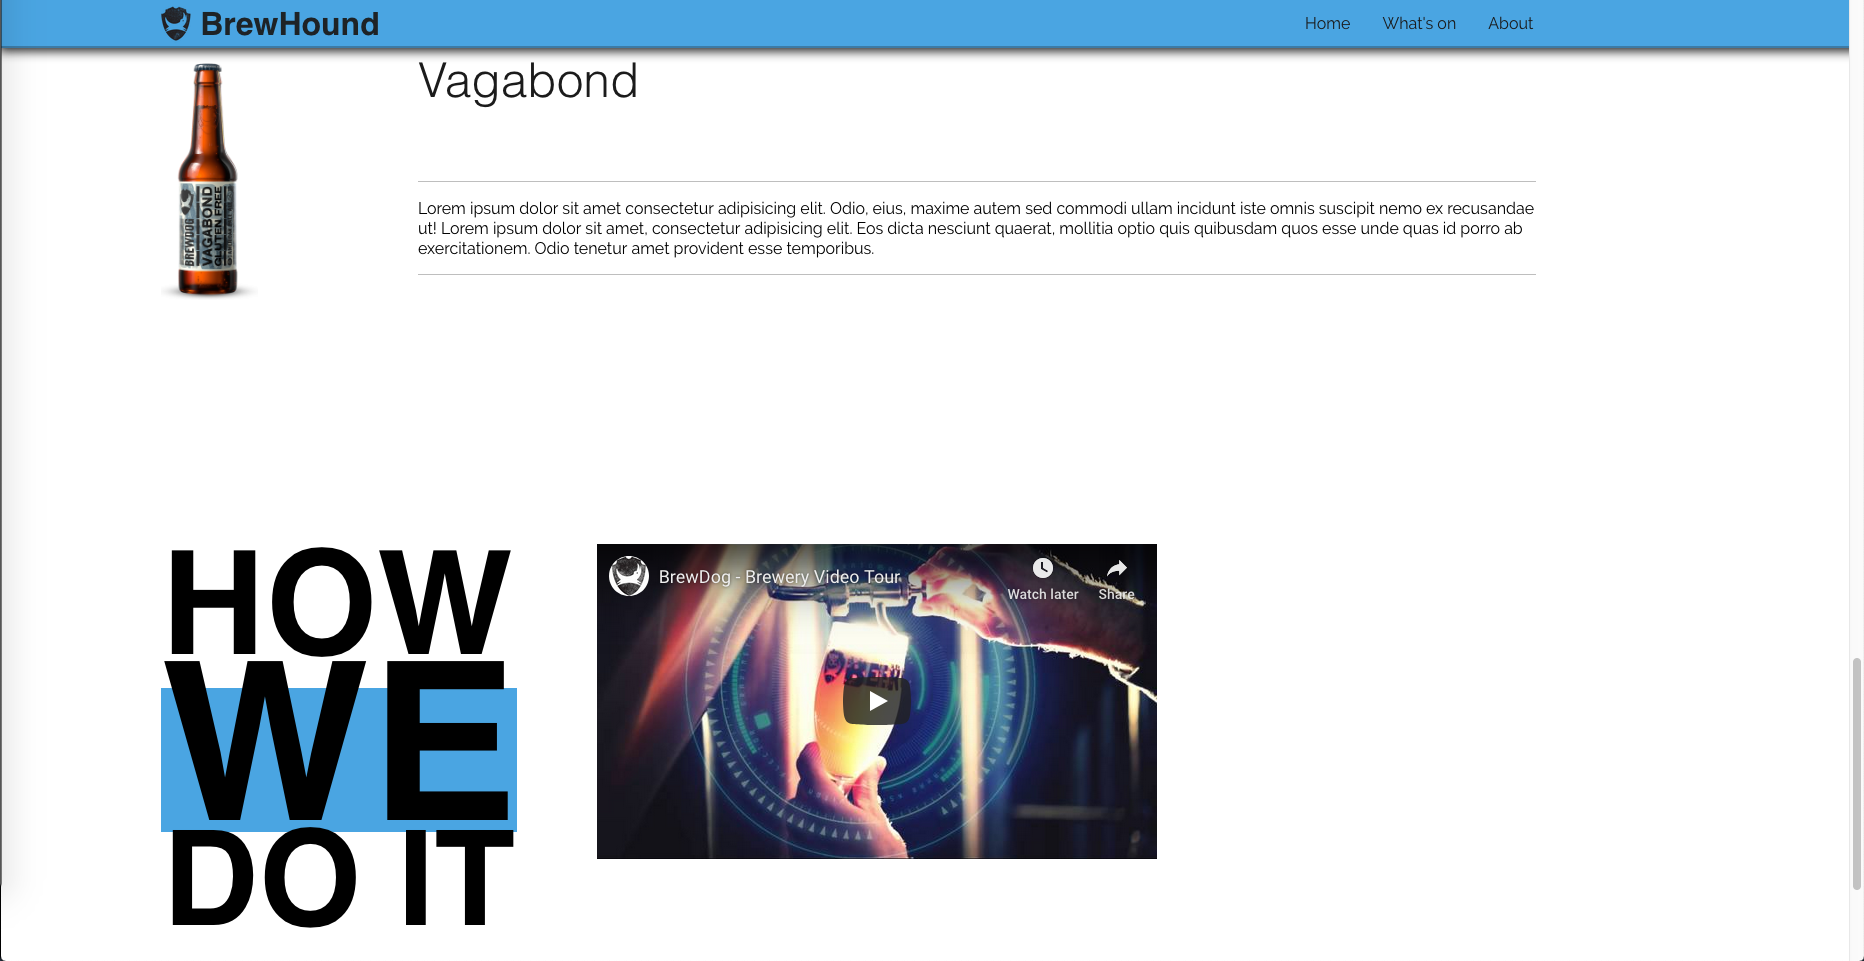 BrewHound
Home
What's on
About
Vagabond
BREWDOG
VAGABOND
GLUTEN FREE
Lorem ipsum dolor sit amet consectetur adipisicing elit. Odio, eius, maxime autem sed commodi ullam incidunt iste omnis suscipit nemo ex recusandae
ut! Lorem ipsum dolor sit amet, consectetur adipisicing elit. Eos dicta nesciunt quaerat, mollitia optio quis quibusdam quos esse unde quas id porro ab
exercitationem. Odio tenetur amet provident esse temporibus.
HOW
WE
DO IT
BrewDog - Brewery Video Tour
Watch later
Share